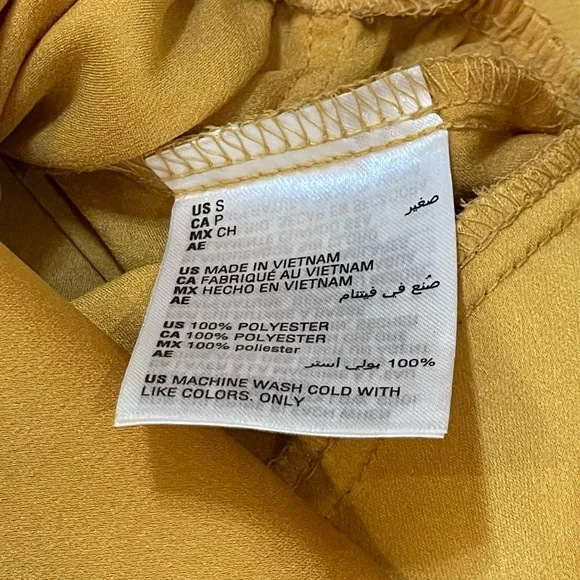 US S
CA P
MX CH
AE صغير
US MADE IN VIETNAM
CA FABRIQUÉ AU VIETNAM
MX HECHO EN VIETNAM
AE صُنع في فيتنام
US 100% POLYESTER
CA 100% POLYESTER
MX 100% poliester
AE 100% بولي استر
US MACHINE WASH COLD WITH
LIKE COLORS. ONLY